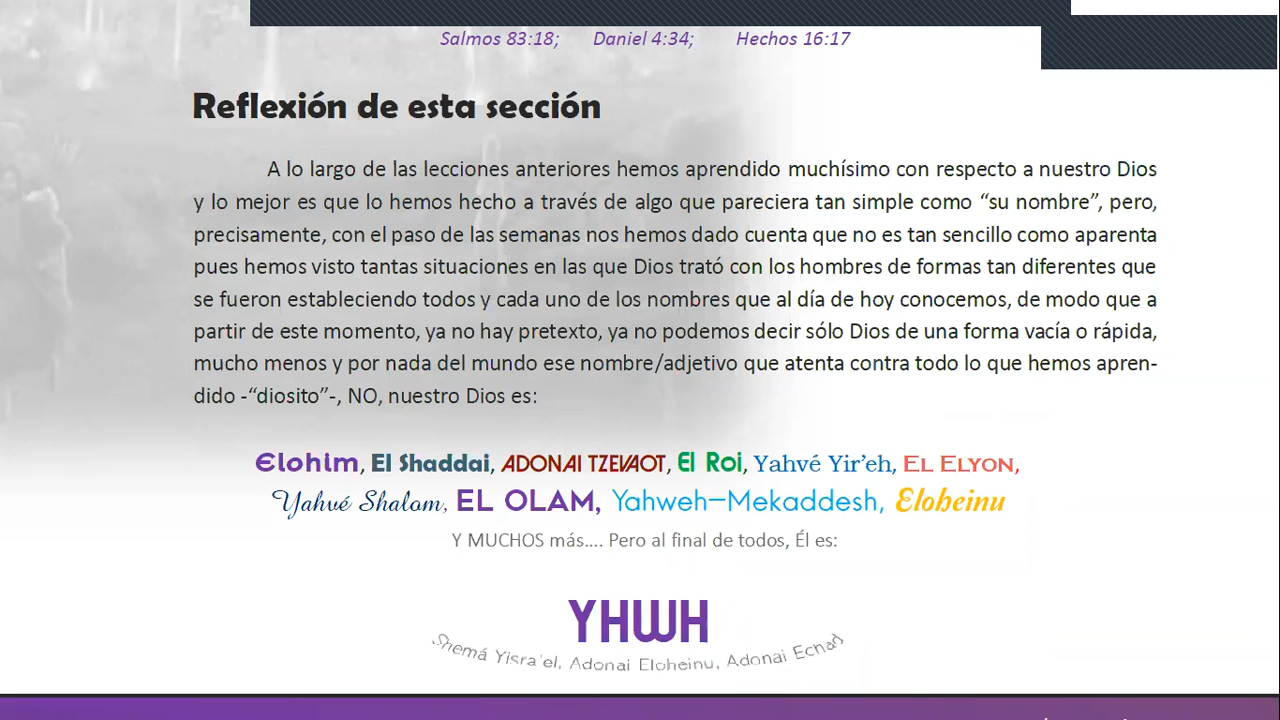 Salmos 83:18; Daniel 4:34; Hechos 16:17
Reflexión de esta sección
A lo largo de las lecciones anteriores hemos aprendido muchísimo con respecto a nuestro Dios
y lo mejor es que lo hemos hecho a través de algo que pareciera tan simple como “su nombre”, pero,
precisamente, con el paso de las semanas nos hemos dado cuenta que no es tan sencillo como aparenta
pues hemos visto tantas situaciones en las que Dios trató con los hombres de formas tan diferentes que
se fueron estableciendo todos y cada uno de los nombres que al día de hoy conocemos, de modo que a
partir de este momento, ya no hay pretexto, ya no podemos decir sólo Dios de una forma vacía o rápida,
mucho menos y por nada del mundo ese nombre/adjetivo que atenta contra todo lo que hemos apren-
dido -“diosito”-, NO, nuestro Dios es:
Elohim, El Shaddai, ADONAI TZEVAOT, El Roi, Yahvé Yir’eh, EL ELYON,
Yahvé Shalom, EL OLAM, Yahweh-Mekaddesh, Eloheinu
Y MUCHOS más.... Pero al final de todos, Él es:
YHWH
Shemá Yisra'el, Adonai Eloheinu, Adonai Echad